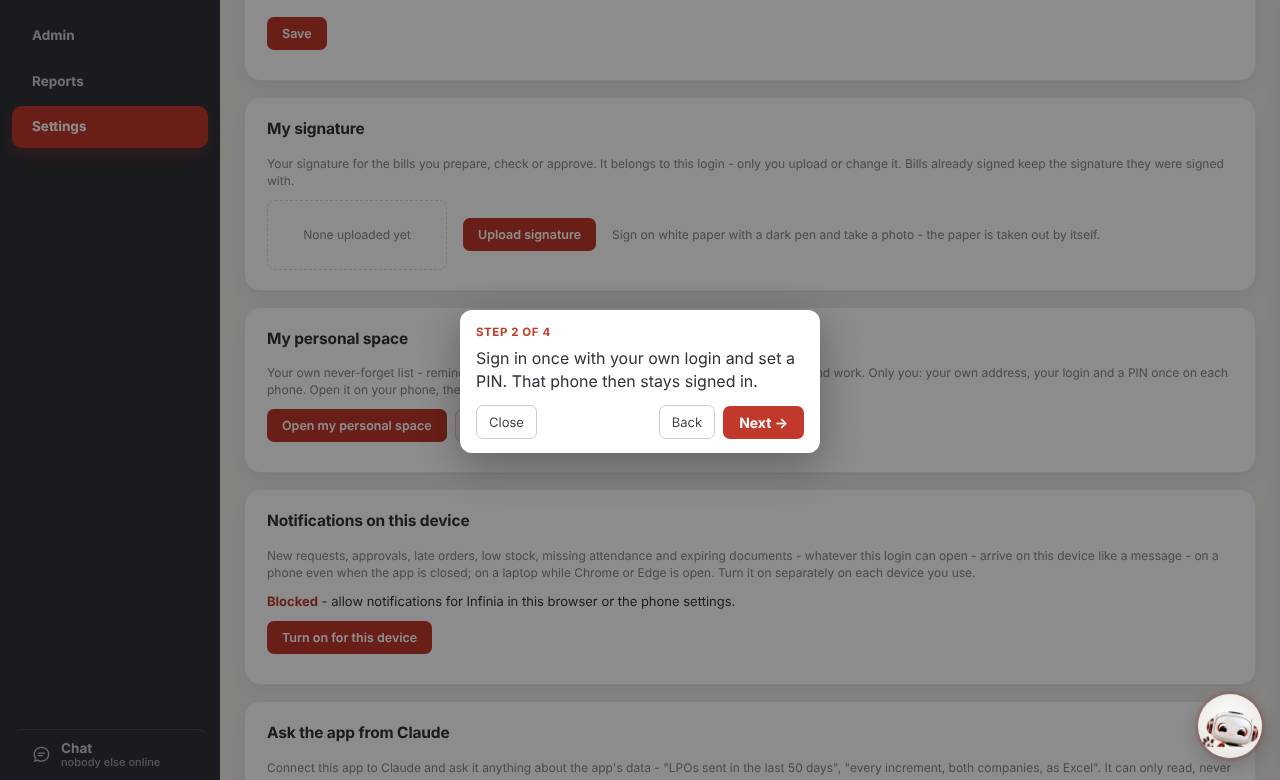 Admin
Reports
Settings
Chat
nobody else online
Save
My signature
Your signature for the bills you prepare, check or approve. It belongs to this login - only you upload or change it. Bills already signed keep the signature they were signed
with.
None uploaded yet
Upload signature
Sign on white paper with a dark pen and take a photo - the paper is taken out by itself.
My personal space
Your own never-forget list - nd work. Only you: your own address, your login and a PIN once on each
phone. Open it on your phone,
Open my personal space
STEP 2 OF 4
Sign in once with your own login and set a
PIN. That phone then stays signed in.
Close
Back
Next →
Notifications on this device
New requests, approvals, late orders, low stock, missing attendance and expiring documents - whatever this login can open - arrive on this device like a message - on a
phone even when the app is closed; on a laptop while Chrome or Edge is open. Turn it on separately on each device you use.
Blocked - allow notifications for Infinia in this browser or the phone settings.
Turn on for this device
Ask the app from Claude
Connect this app to Claude and ask it anything about the app's data - "LPOs sent in the last 50 days", "every increment, both companies, as Excel". It can only read, never